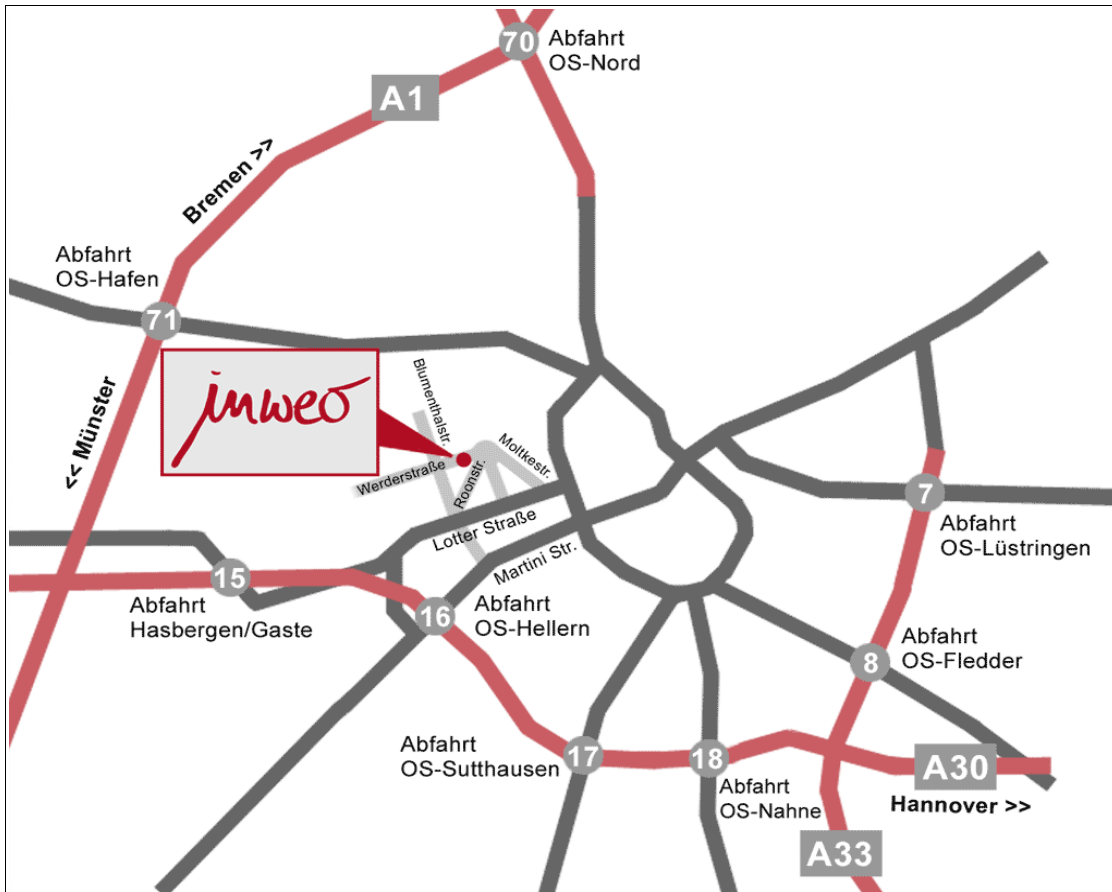 70
Abfahrt
OS-Nord
A1
Bremen >>
Abfahrt
OS-Hafen
71
<< Münster
inweo
Blumenthalstr.
Werderstraße
Roonstr.
Moltkestr.
Lotter Straße
Martini Str.
7
Abfahrt
OS-Lüstringen
15
Abfahrt
Hasbergen/Gaste
16
Abfahrt
OS-Hellern
8
Abfahrt
OS-Fledder
Abfahrt
OS-Sutthausen
17
18
Abfahrt
OS-Nahne
A30
Hannover >>
A33